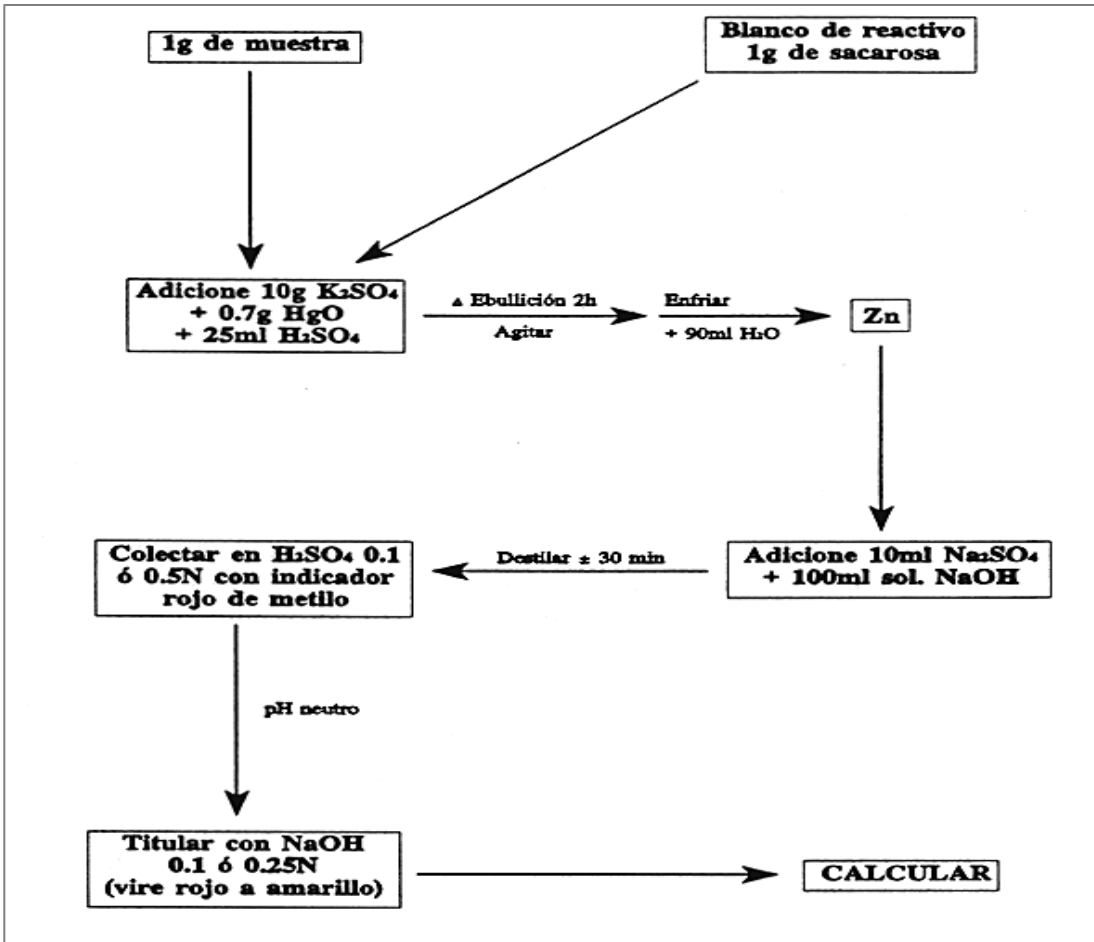 1g de muestra
Blanco de reactivo
1g de sacarosa
Adicione 10g K₂SO₄
+ 0.7g HgO
+ 25ml H₂SO₄
▵ Ebullición 2h
Agitar
Enfriar
+ 90ml H₂O
Zn
Adicione 10ml Na₂SO₄
+ 100ml sol. NaOH
Destilar ± 30 min
Colectar en H₂SO₄ 0.1
ó 0.5N con indicador
rojo de metilo
pH neutro
Titular con NaOH
0.1 ó 0.25N
(vire rojo a amarillo)
CALCULAR